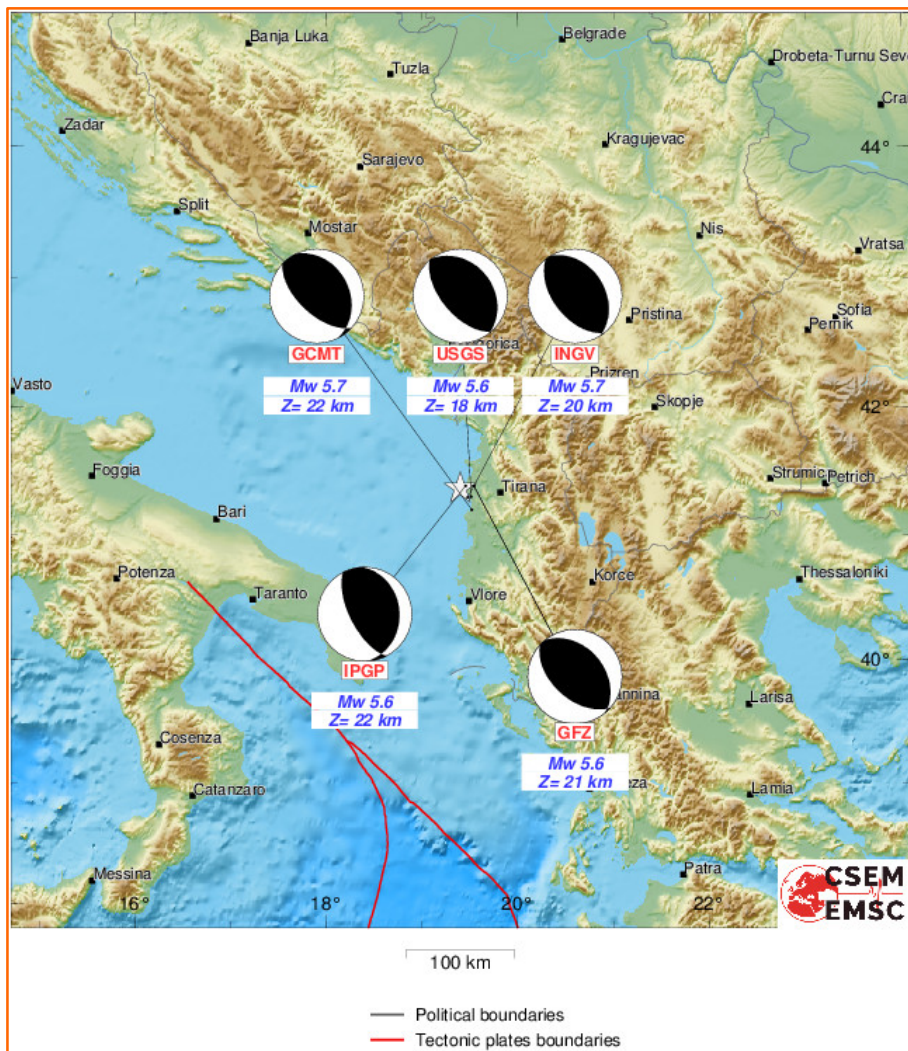 Banja Luka
Belgrade
Drobeta-Turnu Seve
Tuzla
Cra
Zadar
Kragujevac
44°
Sarajevo
Split
Mostar
Nis
Vratsa
Sofia
Pristina
Pernik
GCMT
USGS
INGV
gorica
Prizren
Mw 5.7
Z= 22 km
Mw 5.6
Z= 18 km
Mw 5.7
Z= 20 km
Vasto
42°
Skopje
Foggia
Strumic
Petrich
Tirana
Bari
Potenza
Taranto
Vlore
Korce
Thessaloniki
IPGP
40°
Mw 5.6
Z= 22 km
annina
Larisa
GFZ
Cosenza
Mw 5.6
Z= 21 km
eza
Catanzaro
Lamia
Messina
Patra
CSEM
EMSC
16°
18°
20°
22°
100 km
Political boundaries
Tectonic plates boundaries